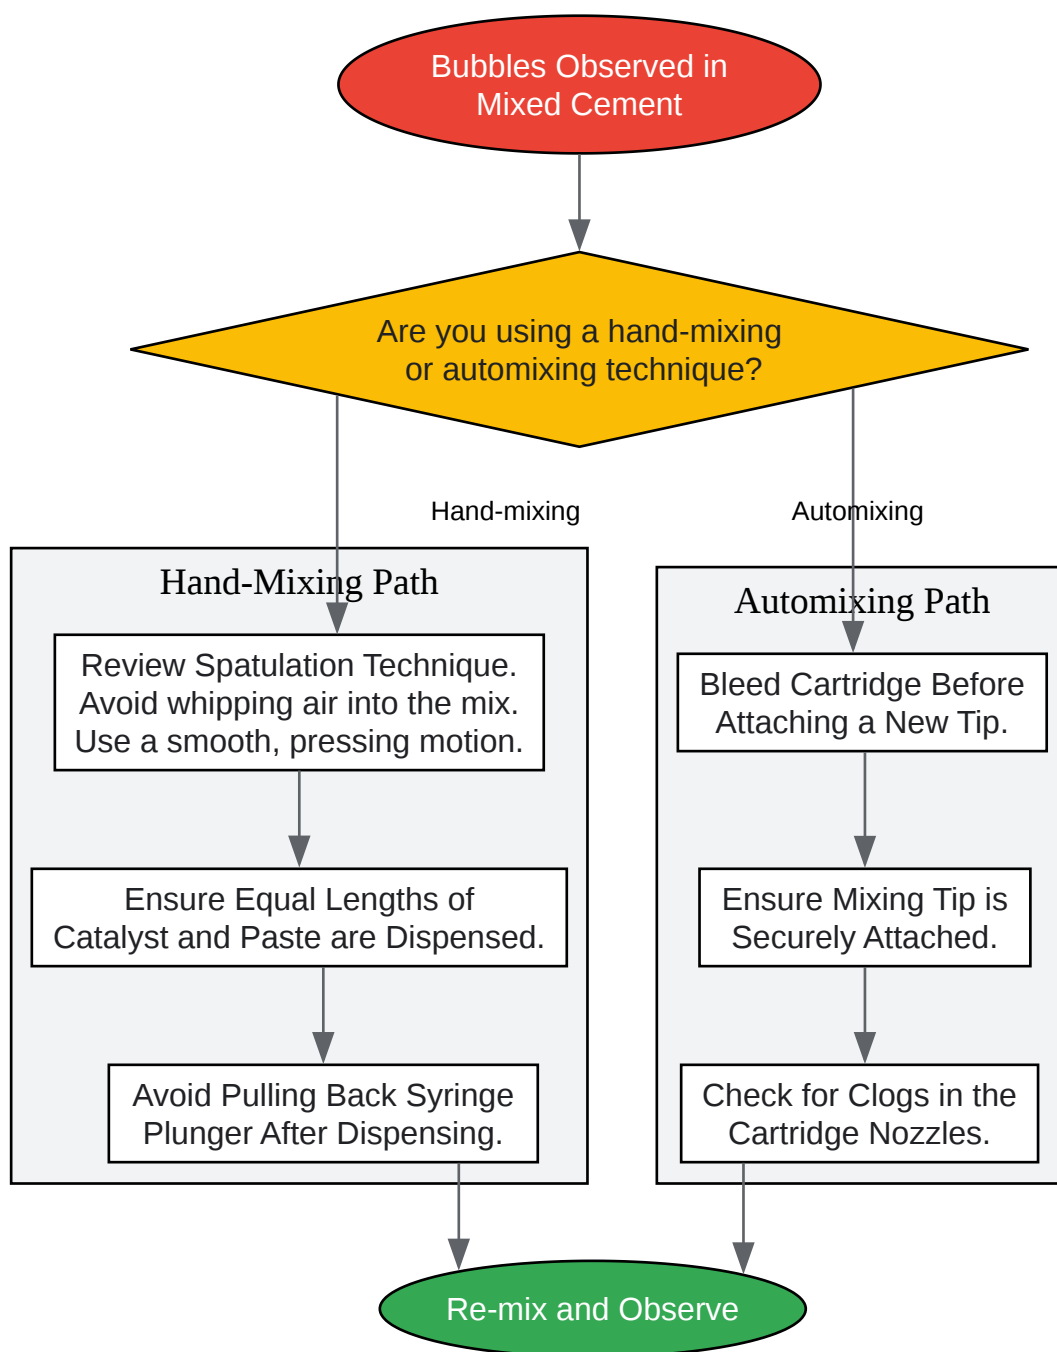 Bubbles Observed in
Mixed Cement
Are you using a hand-mixing
or automixing technique?
Hand-mixing
Automixing
Hand-Mixing Path
Review Spatulation Technique.
Avoid whipping air into the mix.
Use a smooth, pressing motion.
Ensure Equal Lengths of
Catalyst and Paste are Dispensed.
Avoid Pulling Back Syringe
Plunger After Dispensing.
Automixing Path
Bleed Cartridge Before
Attaching a New Tip.
Ensure Mixing Tip is
Securely Attached.
Check for Clogs in the
Cartridge Nozzles.
Re-mix and Observe